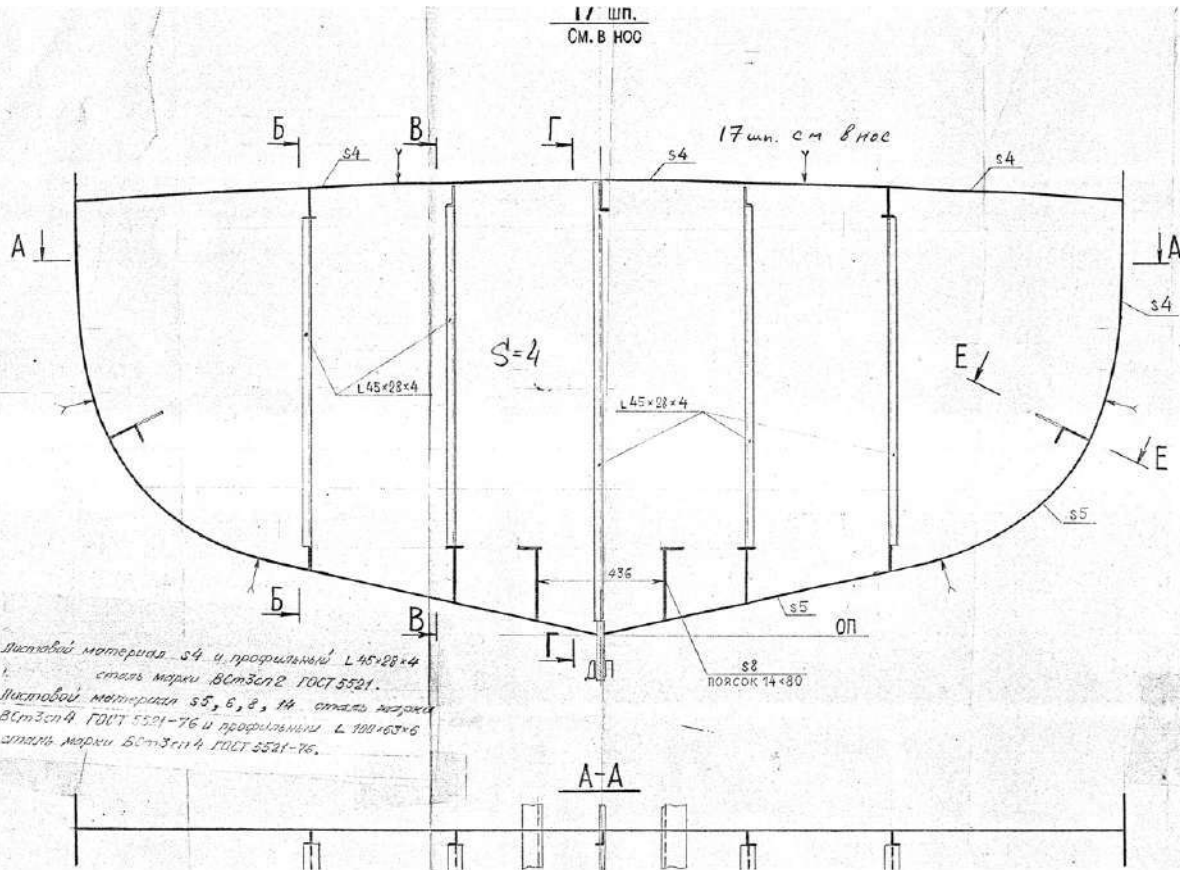 17 шп.
См. в нос
Б
В
Г
17 шп. см в нос
s4
s4
s4
А
А
s4
S=4
Е
L45×28×4
L45×28×4
Е
s5
436
s5
Б
В
ОП
Г
s8
ДП
поясок 14×80
Листовой материал s4 и профильный L45×28×4
сталь марки ВСт3сп2 ГОСТ 5521.
Листовой материал s5, 6, 8, 14 сталь марки
ВСт3сп4 ГОСТ 5521-76 и профильный L 100×63×6
сталь марки ВСт3сп4 ГОСТ 5521-76.
А-А